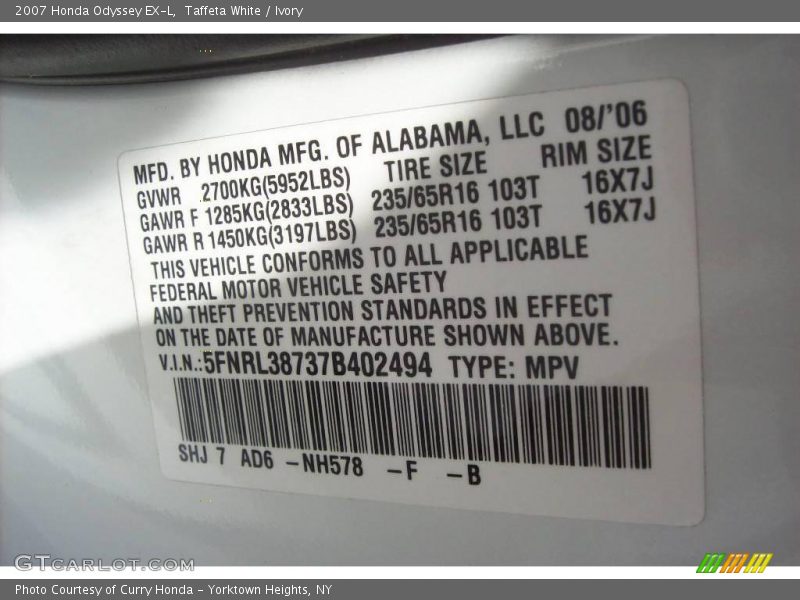 2007 Honda Odyssey EX-L, Taffeta White / Ivory
MFD. BY HONDA MFG. OF ALABAMA, LLC 08/'06
GVWR 2700KG(5952LBS) TIRE SIZE RIM SIZE
GAWR F 1285KG(2833LBS) 235/65R16 103T 16X7J
GAWR R 1450KG(3197LBS) 235/65R16 103T 16X7J
THIS VEHICLE CONFORMS TO ALL APPLICABLE
FEDERAL MOTOR VEHICLE SAFETY
AND THEFT PREVENTION STANDARDS IN EFFECT
ON THE DATE OF MANUFACTURE SHOWN ABOVE.
V.I.N.:5FNRL38737B402494 TYPE: MPV
SHJ 7 AD6 -NH578 -F -B
GTCARLOT.COM
Photo Courtesy of Curry Honda - Yorktown Heights, NY